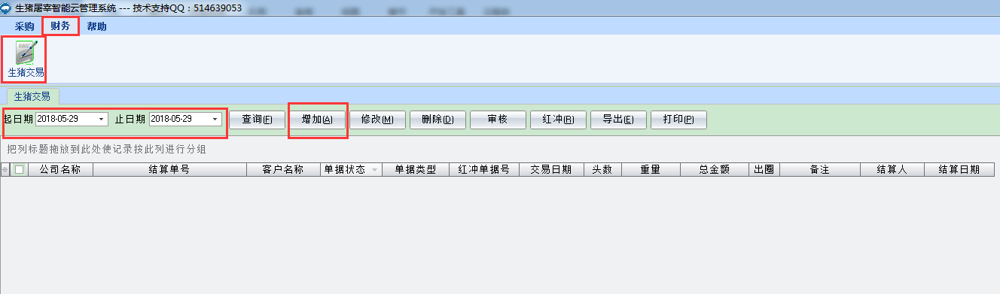 生猪屠宰智能云管理系统 --- 技术支持QQ：514639053
采购 财务 帮助
生猪交易
生猪交易
起日期 2018-05-29 止日期 2018-05-29 查询(F) 增加(A) 修改(M) 删除(D) 审核 红冲(R) 导出(E) 打印(P)
把列标题拖放到此处使记录按此列进行分组
公司名称 结算单号 客户名称 单据状态 单据类型 红冲单据号 交易日期 头数 重量 总金额 出圈 备注 结算人 结算日期